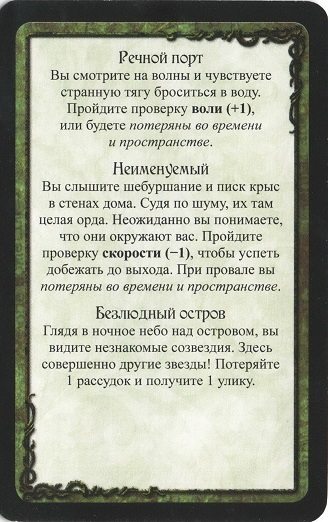 Речной порт
Вы смотрите на волны и чувствуете
странную тягу броситься в воду.
Пройдите проверку воли (+1),
или будете потеряны во времени
и пространстве.
Неименуемый
Вы слышите шебуршание и писк крыс
в стенах дома. Судя по шуму, их там
целая орда. Неожиданно вы понимаете,
что они окружают вас. Пройдите
проверку скорости (−1), чтобы успеть
добежать до выхода. При провале вы
потеряны во времени и пространстве.
Безлюдный остров
Глядя в ночное небо над островом, вы
видите незнакомые созвездия. Здесь
совершенно другие звезды! Потеряйте
1 рассудок и получите 1 улику.